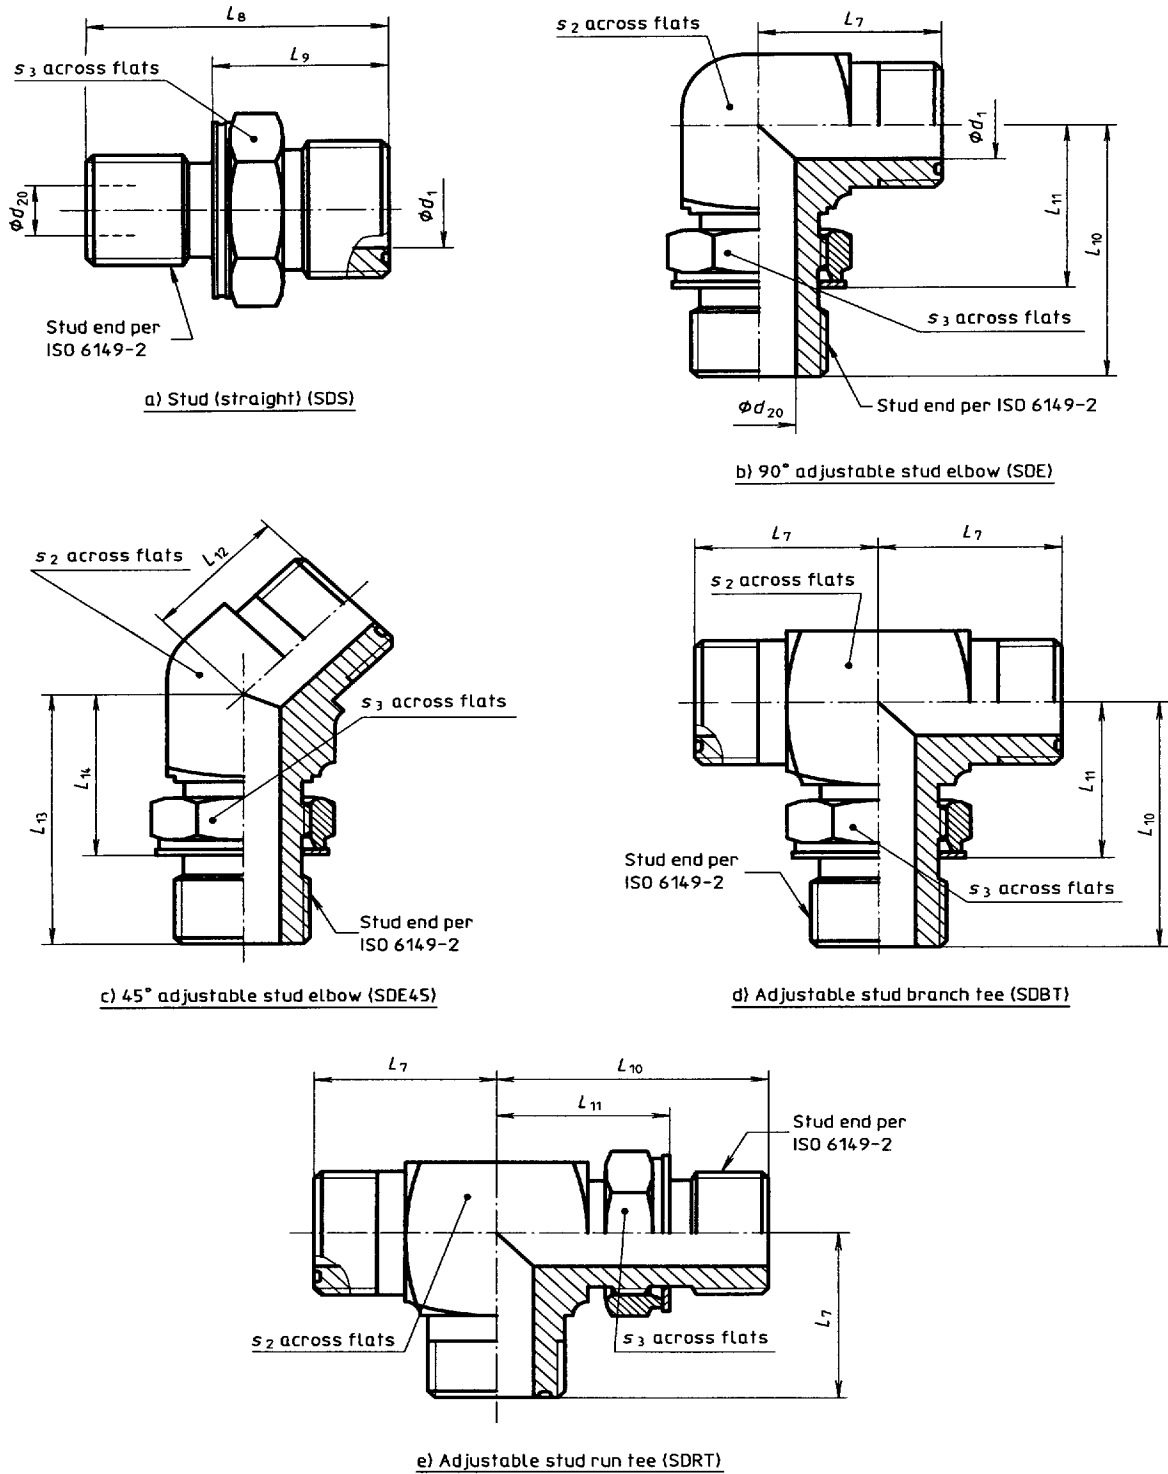 L8
L9
s3 across flats
Φd20
Φd1
Stud end per
ISO 6149-2
a) Stud (straight) (SDS)
s2 across flats
L7
Φd1
L11
L10
s3 across flats
Φd20
Stud end per ISO 6149-2
b) 90° adjustable stud elbow (SDE)
s2 across flats
L12
s3 across flats
L14
L13
Stud end per
ISO 6149-2
c) 45° adjustable stud elbow (SDE45)
L7
L7
s2 across flats
L11
L10
Stud end per
ISO 6149-2
s3 across flats
d) Adjustable stud branch tee (SDBT)
L7
L10
L11
Stud end per
ISO 6149-2
s2 across flats
s3 across flats
L7
e) Adjustable stud run tee (SDRT)